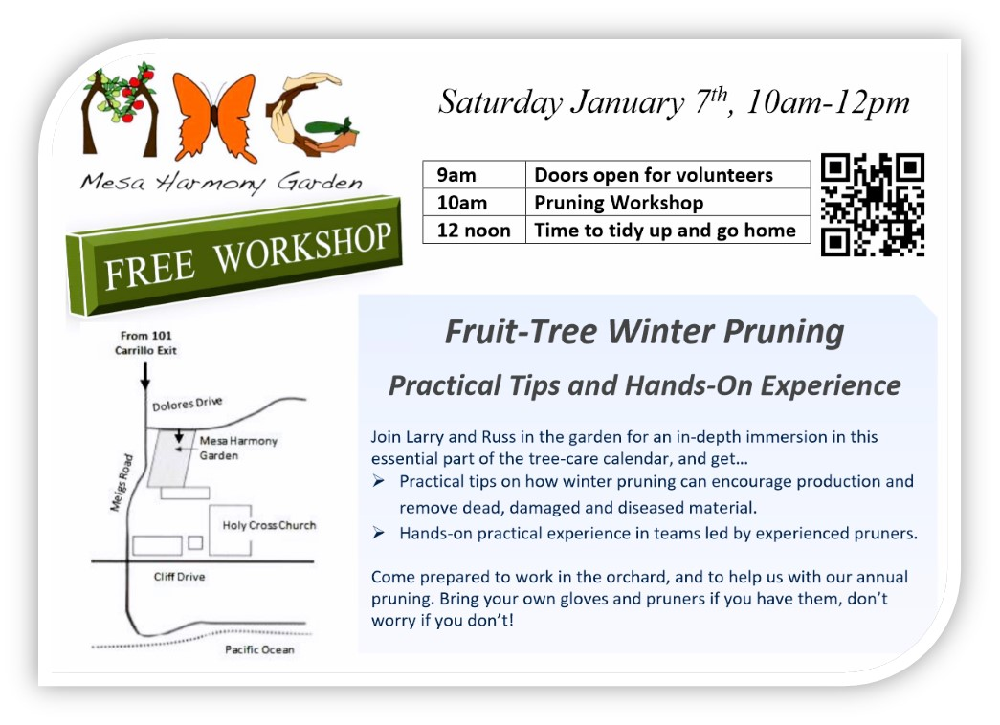 Mesa Harmony Garden
FREE WORKSHOP
Saturday January 7th, 10am-12pm
9am Doors open for volunteers
10am Pruning Workshop
12 noon Time to tidy up and go home
From 101
Carrillo Exit
Dolores Drive
Mesa Harmony
Garden
Meigs Road
Holy Cross Church
Cliff Drive
Pacific Ocean
Fruit-Tree Winter Pruning
Practical Tips and Hands-On Experience
Join Larry and Russ in the garden for an in-depth immersion in this
essential part of the tree-care calendar, and get…
➢ Practical tips on how winter pruning can encourage production and
remove dead, damaged and diseased material.
➢ Hands-on practical experience in teams led by experienced pruners.
Come prepared to work in the orchard, and to help us with our annual
pruning. Bring your own gloves and pruners if you have them, don't
worry if you don't!